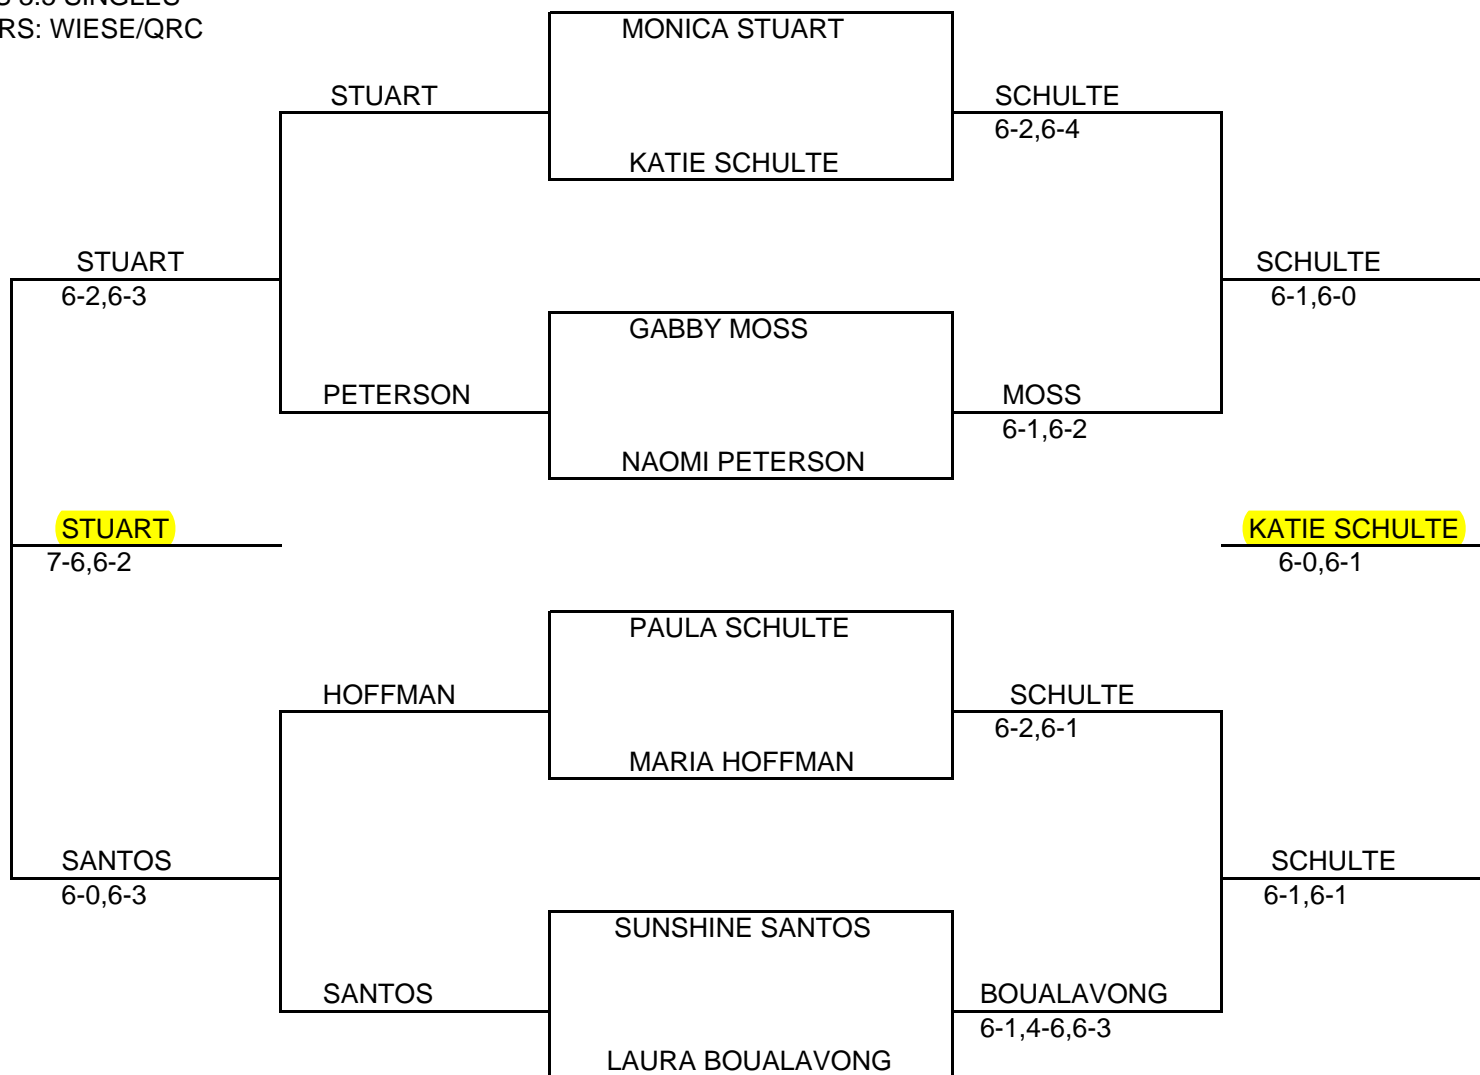 RS: WIESE/QRC
MONICA STUART
STUART
SCHULTE
6-2,6-4
KATIE SCHULTE
STUART
6-2,6-3
SCHULTE
6-1,6-0
GABBY MOSS
PETERSON
MOSS
6-1,6-2
NAOMI PETERSON
STUART
7-6,6-2
KATIE SCHULTE
6-0,6-1
PAULA SCHULTE
HOFFMAN
SCHULTE
6-2,6-1
MARIA HOFFMAN
SANTOS
6-0,6-3
SCHULTE
6-1,6-1
SUNSHINE SANTOS
SANTOS
BOUALAVONG
6-1,4-6,6-3
LAURA BOUALAVONG